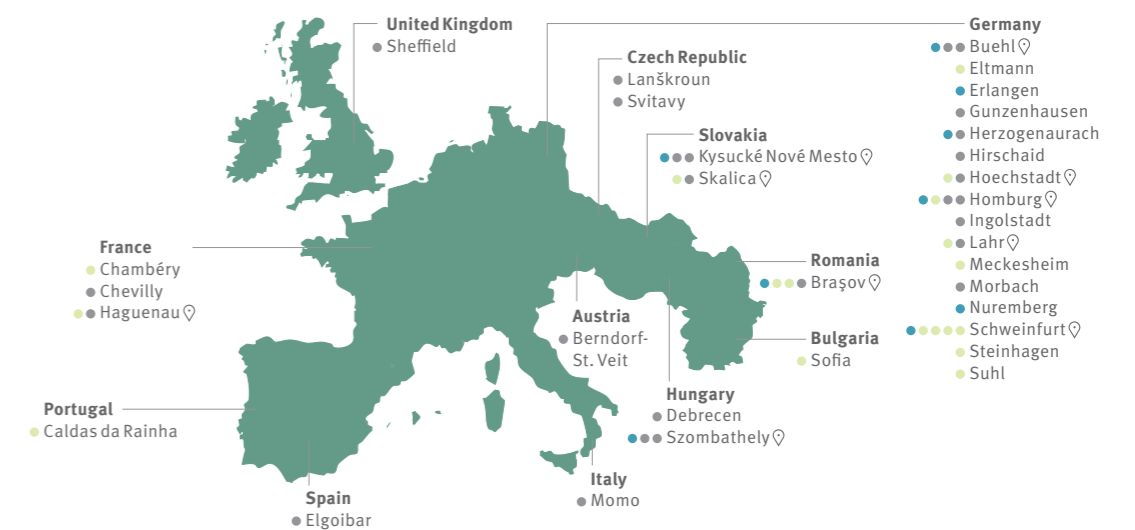 United Kingdom
Sheffield
Czech Republic
Lanškroun
Svitavy
Slovakia
Kysucké Nové Mesto
Skalica
Germany
Buehl
Eltmann
Erlangen
Gunzenhausen
Herzogenaurach
Hirschaid
Hoechstadt
Homburg
Ingolstadt
Lahr
Meckesheim
Morbach
Nuremberg
Schweinfurt
Steinhagen
Suhl
France
Chambéry
Chevilly
Haguenau
Romania
Braşov
Austria
Berndorf-
St. Veit
Bulgaria
Sofia
Hungary
Debrecen
Szombathely
Portugal
Caldas da Rainha
Italy
Momo
Spain
Elgoibar